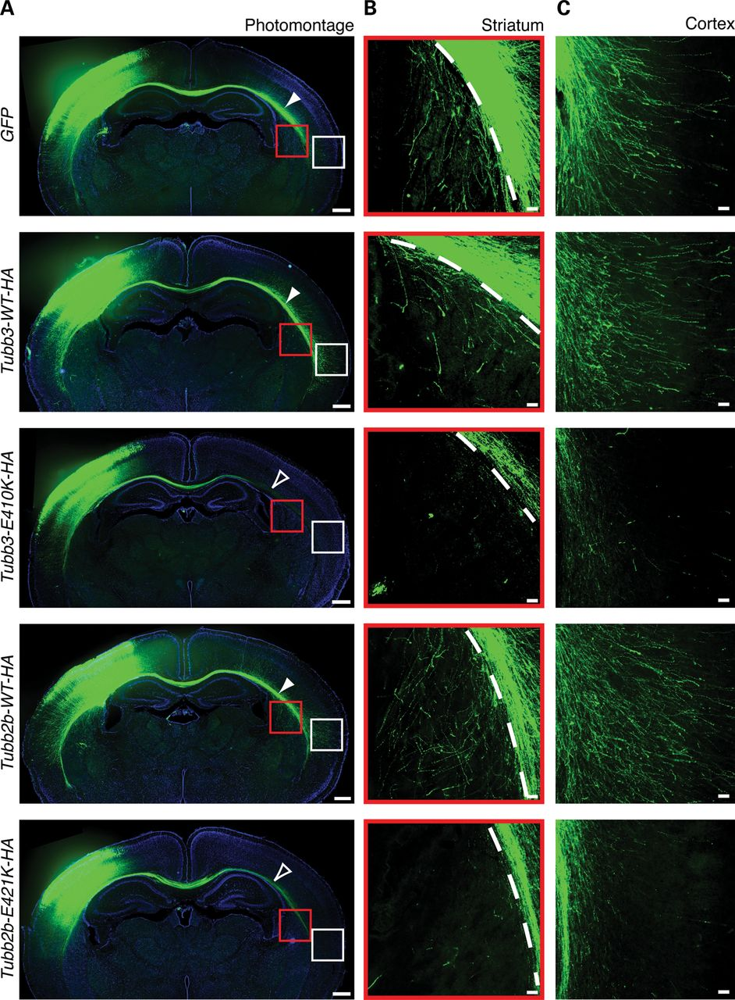 A
B
C
Photomontage
Striatum
Cortex
GFP
Tubb3-WT-HA
Tubb3-E410K-HA
Tubb2b-WT-HA
Tubb2b-E421K-HA